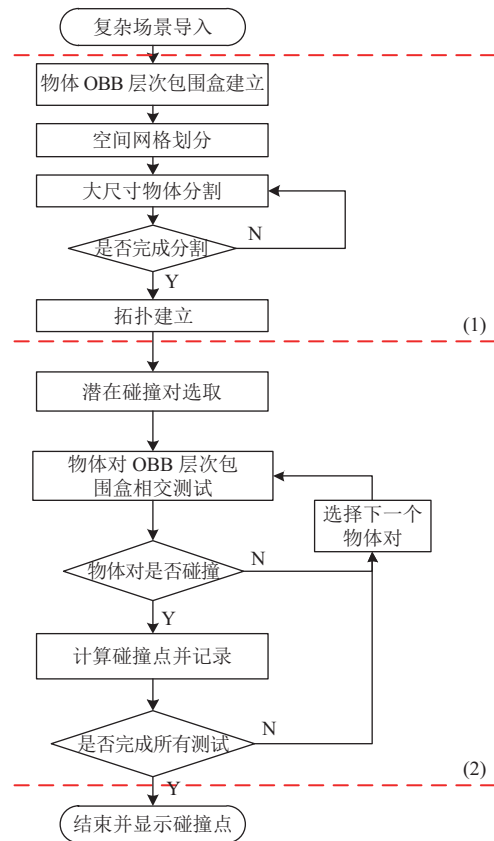 复杂场景导入
物体 OBB 层次包围盒建立
空间网格划分
大尺寸物体分割
是否完成分割
N
Y
拓扑建立
(1)
潜在碰撞对选取
物体对 OBB 层次包
围盒相交测试
选择下一个
物体对
物体对是否碰撞
N
Y
计算碰撞点并记录
是否完成所有测试
N
(2)
Y
结束并显示碰撞点